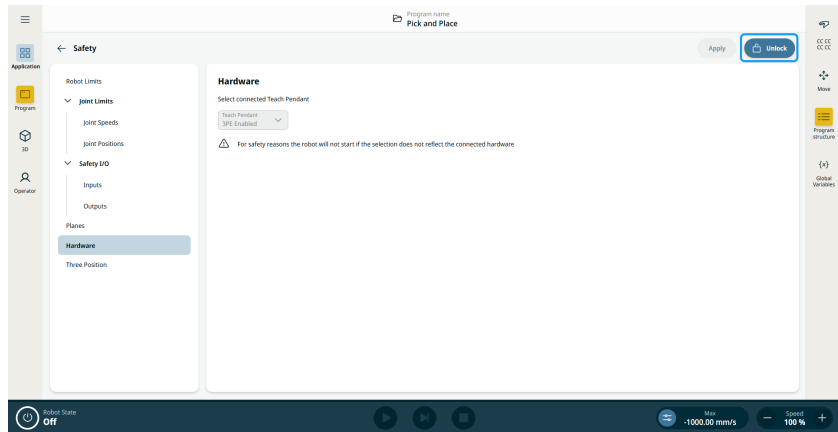 Program name
Pick and Place
Application
Program
3D
Operator
Safety
Apply
Unlock
Robot Limits
Joint Limits
Joint Speeds
Joint Positions
Safety I/O
Inputs
Outputs
Planes
Hardware
Three Position
Hardware
Select connected Teach Pendant
Teach Pendant
3PE Enabled
For safety reasons the robot will not start if the selection does not reflect the connected hardware
CC CC
CC CC
Move
Program
structure
{x}
Global
Variables
Robot State
Off
Max
-1000.00 mm/s
Speed
100 %